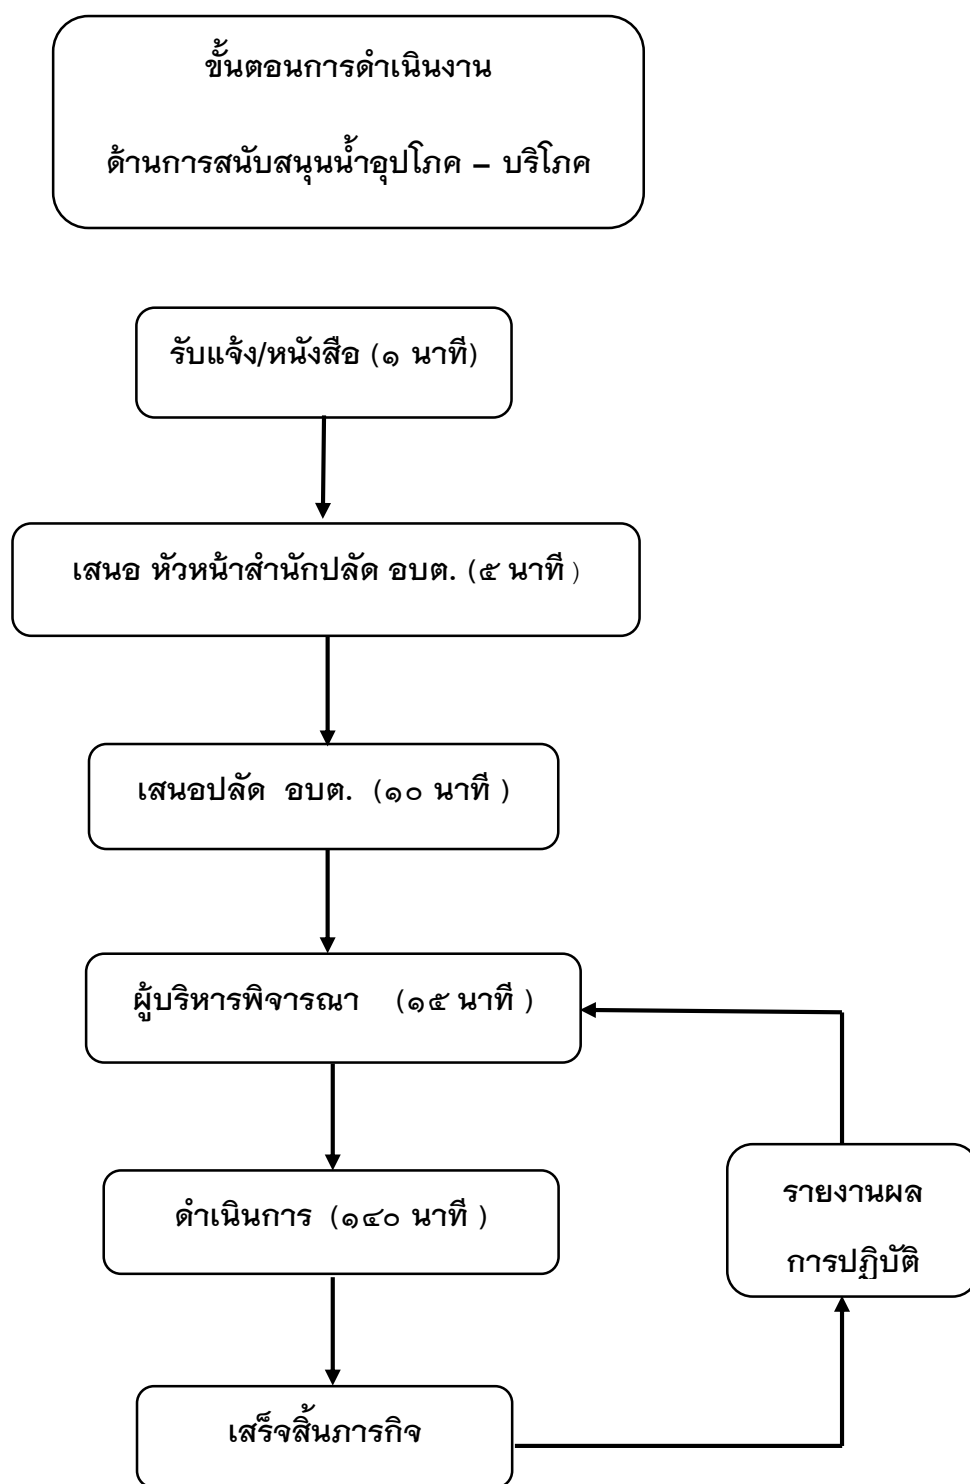 ขั้นตอนการดำเนินงาน
ด้านการสนับสนุนน้ำอุปโภค – บริโภค
รับแจ้ง/หนังสือ (๑ นาที)
เสนอ หัวหน้าสำนักปลัด อบต. (๕ นาที )
เสนอปลัด อบต. (๑๐ นาที )
ผู้บริหารพิจารณา (๑๕ นาที )
ดำเนินการ (๑๔๐ นาที )
รายงานผล
การปฏิบัติ
เสร็จสิ้นภารกิจ